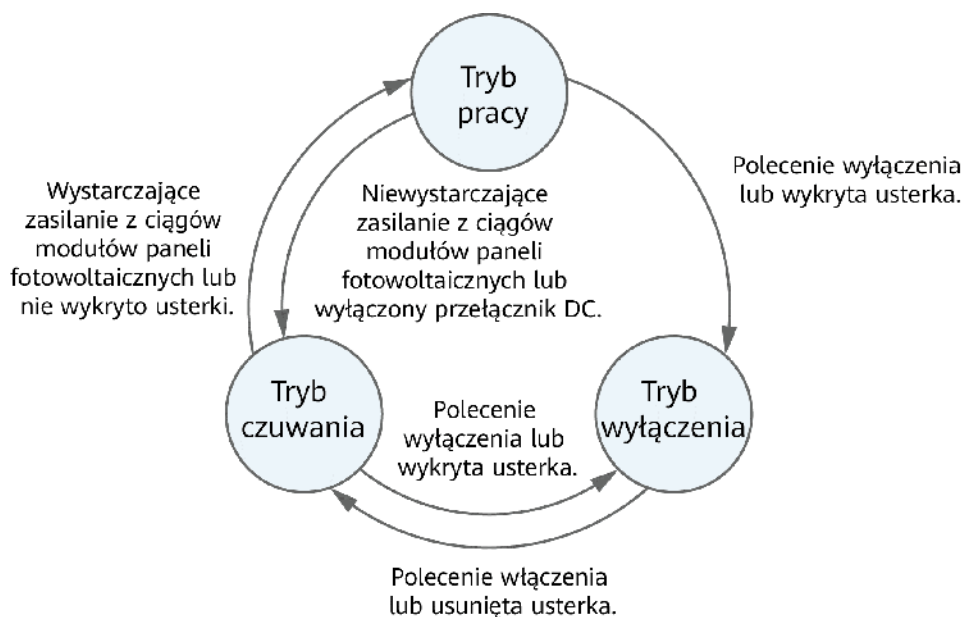 Tryb
pracy
Polecenie wyłączenia
lub wykryta usterka.
Wystarczające
zasilanie z ciągów
modułów paneli
fotowoltaicznych lub
nie wykryto usterki.
Niewystarczające
zasilanie z ciągów
modułów paneli
fotowoltaicznych lub
wyłączony przełącznik DC.
Tryb
czuwania
Polecenie
wyłączenia lub
wykryta usterka.
Tryb
wyłączenia
Polecenie włączenia
lub usunięta usterka.